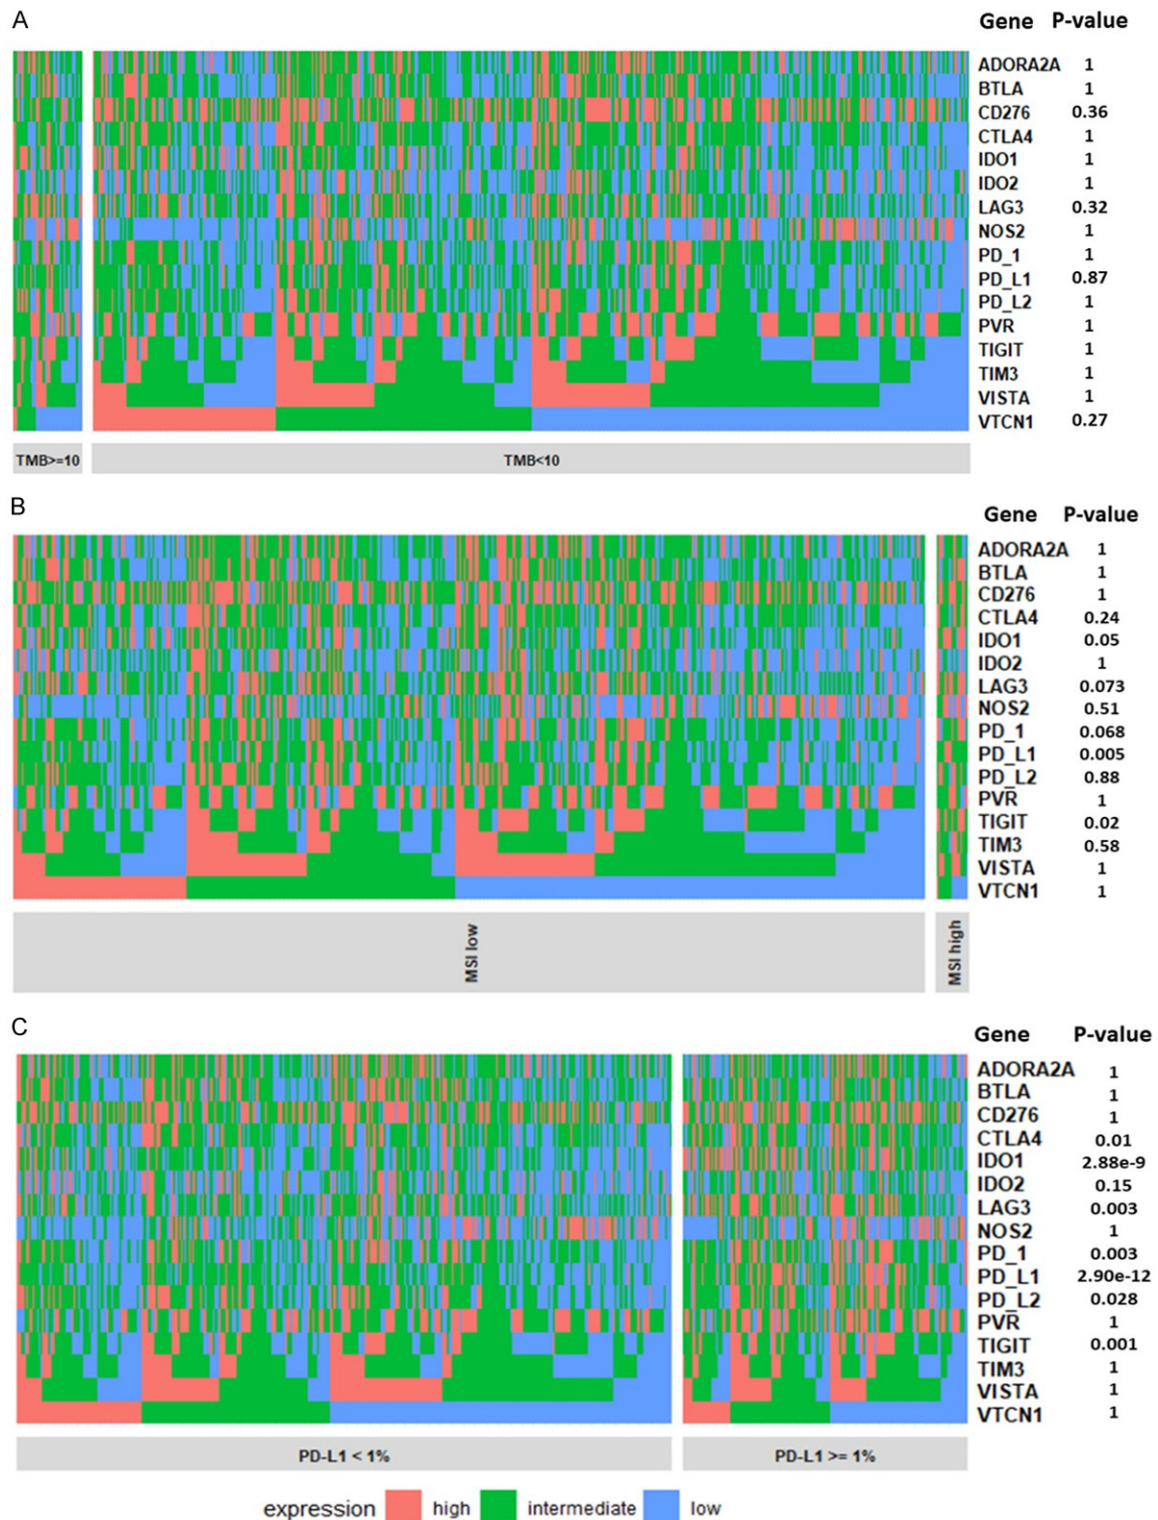 A
Gene P-value
ADORA2A 1
BTLA 1
CD276 0.36
CTLA4 1
IDO1 1
IDO2 1
LAG3 0.32
NOS2 1
PD_1 1
PD_L1 0.87
PD_L2 1
PVR 1
TIGIT 1
TIM3 1
VISTA 1
VTCN1 0.27
TMB>=10 TMB<10
B
Gene P-value
ADORA2A 1
BTLA 1
CD276 1
CTLA4 0.24
IDO1 0.05
IDO2 1
LAG3 0.073
NOS2 0.51
PD_1 0.068
PD_L1 0.005
PD_L2 0.88
PVR 1
TIGIT 0.02
TIM3 0.58
VISTA 1
VTCN1 1
MSI low MSI high
C
Gene P-value
ADORA2A 1
BTLA 1
CD276 1
CTLA4 0.01
IDO1 2.88e-9
IDO2 0.15
LAG3 0.003
NOS2 1
PD_1 0.003
PD_L1 2.90e-12
PD_L2 0.028
PVR 1
TIGIT 0.001
TIM3 1
VISTA 1
VTCN1 1
PD-L1 < 1% PD-L1 >= 1%
expression high intermediate low